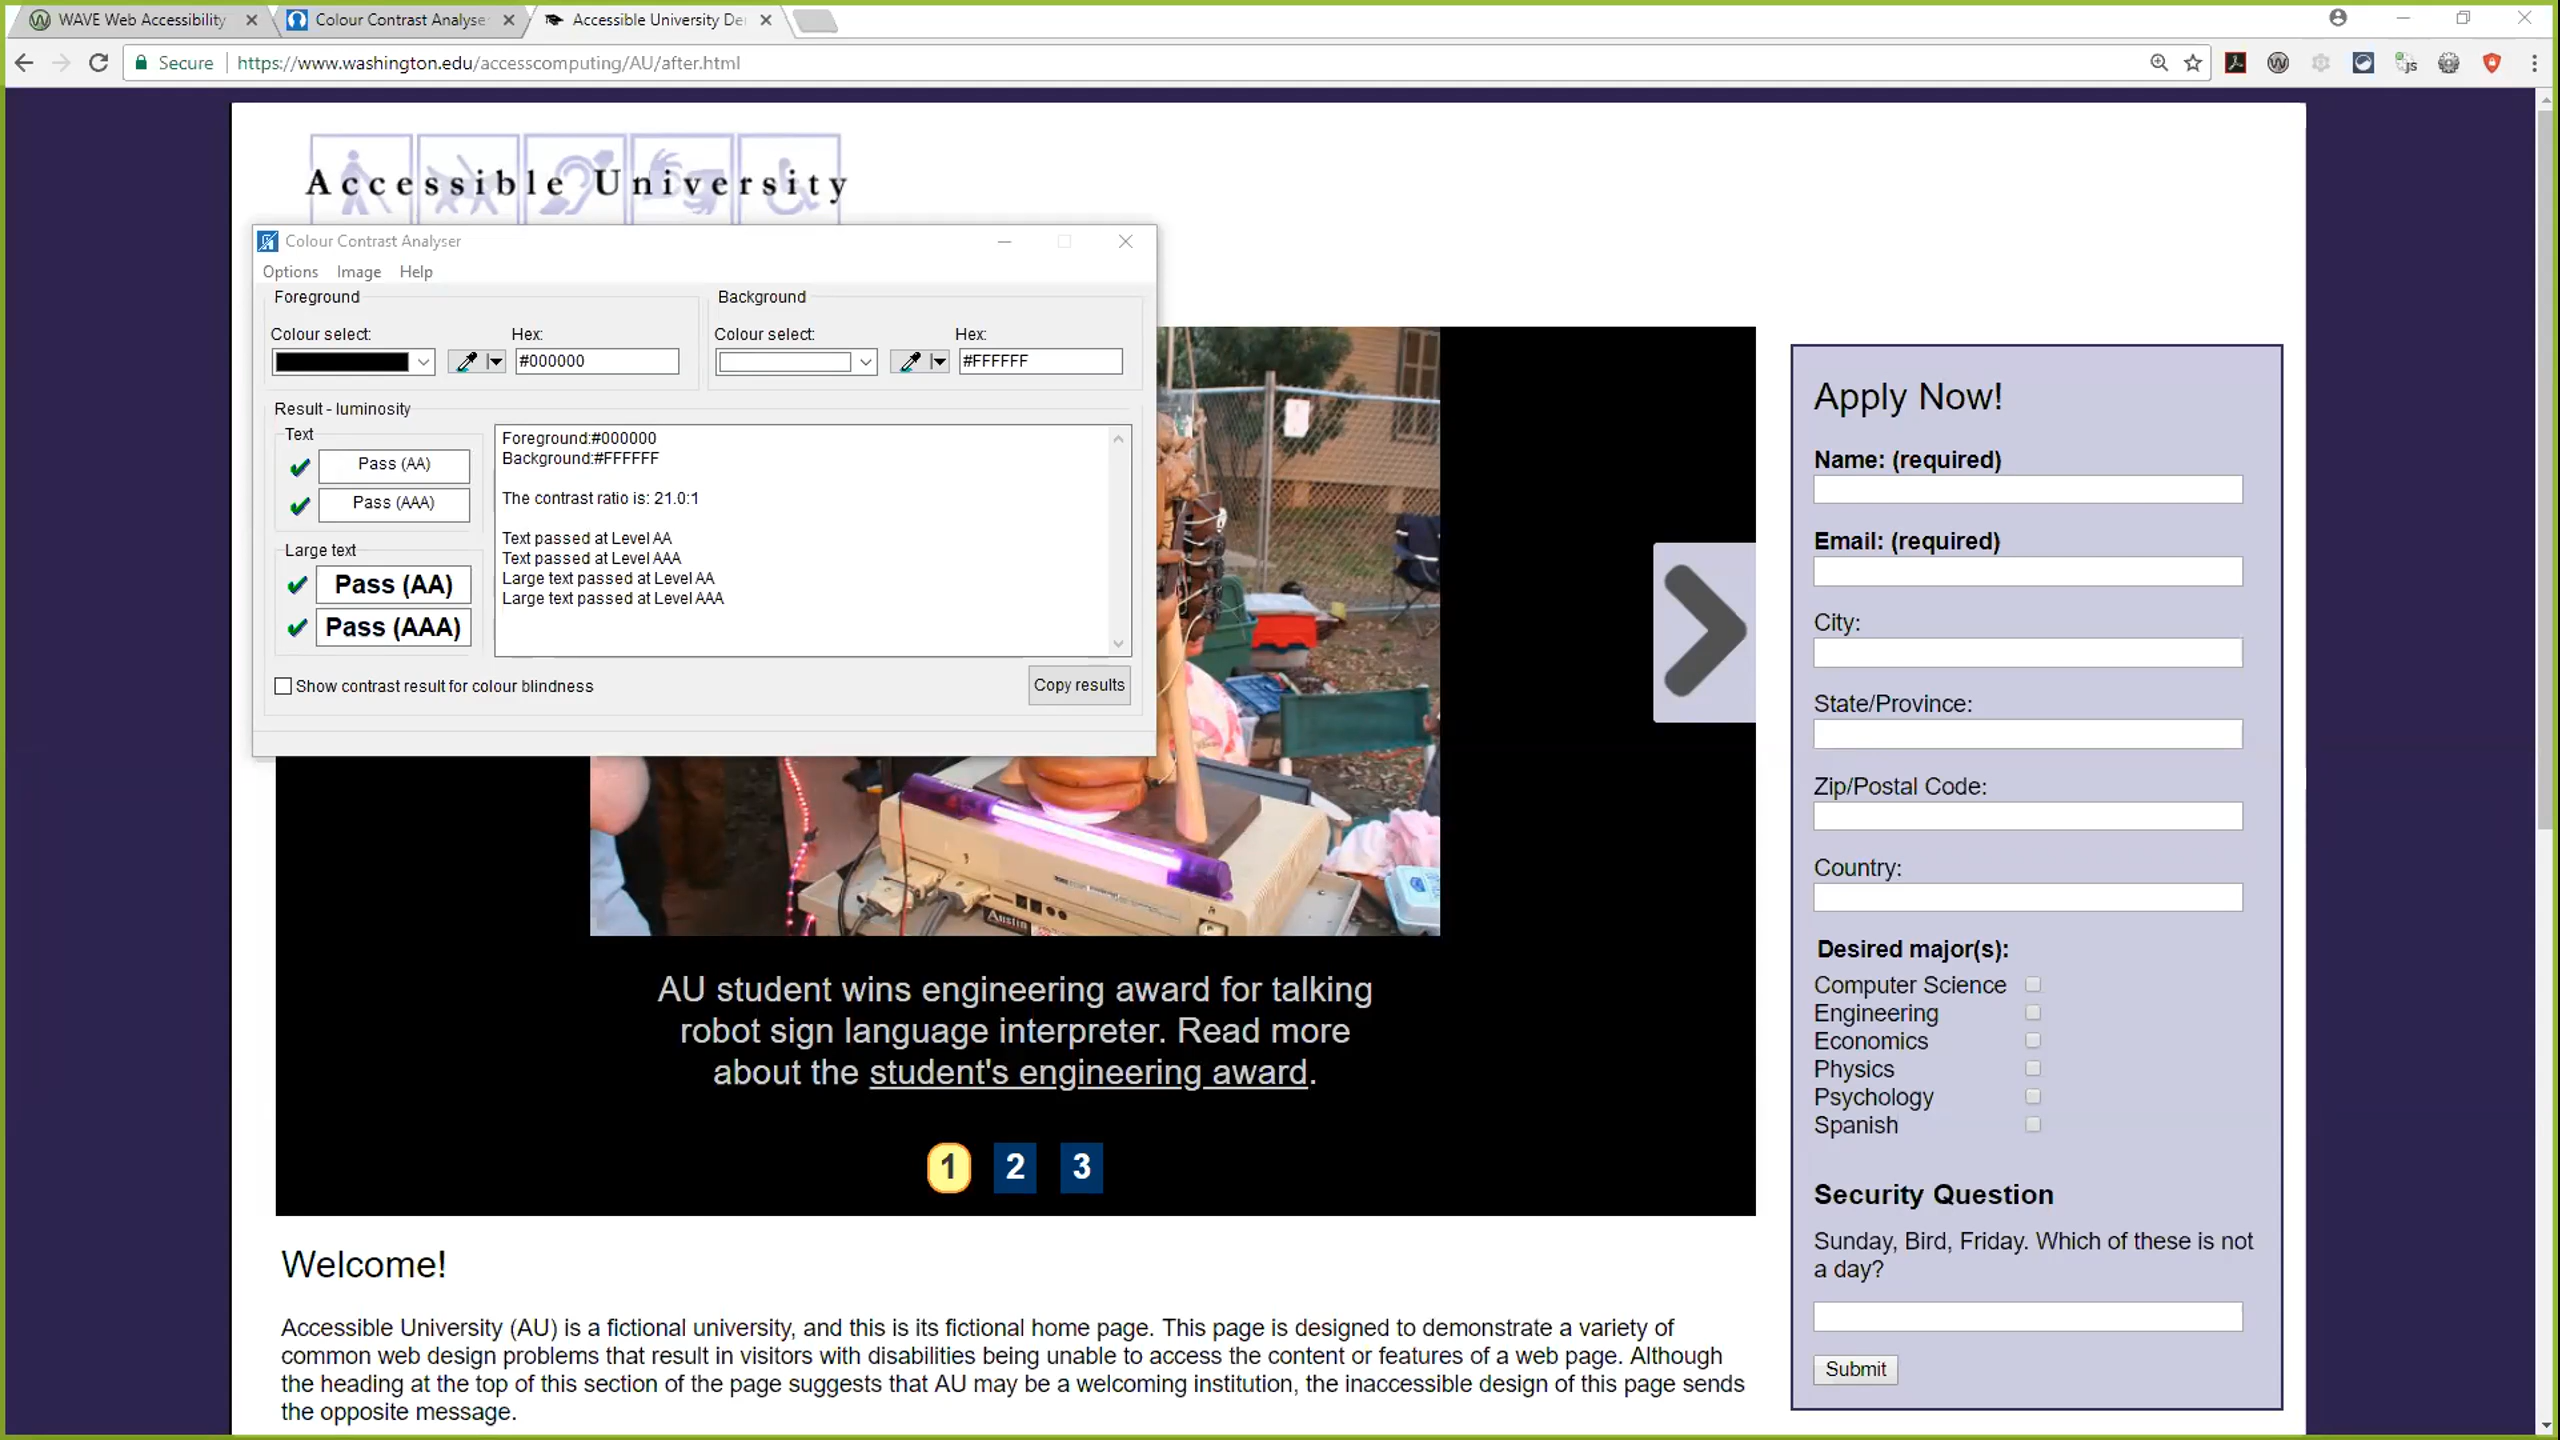 WAVE Web Accessibility
Colour Contrast Analyse
Accessible University De
Secure
https://www.washington.edu/accesscomputing/AU/after.html
Accessible University
Colour Contrast Analyser
Options Image Help
Foreground
Background
Colour select:
Hex:
#000000
Colour select:
Hex:
#FFFFFF
Result - luminosity
Text
Pass (AA)
Pass (AAA)
Large text
Pass (AA)
Pass (AAA)
Foreground:#000000
Background:#FFFFFF
The contrast ratio is: 21.0:1
Text passed at Level AA
Text passed at Level AAA
Large text passed at Level AA
Large text passed at Level AAA
Show contrast result for colour blindness
Copy results
Austin
AU student wins engineering award for talking
robot sign language interpreter. Read more
about the student's engineering award.
1 2 3
Welcome!
Accessible University (AU) is a fictional university, and this is its fictional home page. This page is designed to demonstrate a variety of
common web design problems that result in visitors with disabilities being unable to access the content or features of a web page. Although
the heading at the top of this section of the page suggests that AU may be a welcoming institution, the inaccessible design of this page sends
the opposite message.
Apply Now!
Name: (required)
Email: (required)
City:
State/Province:
Zip/Postal Code:
Country:
Desired major(s):
Computer Science
Engineering
Economics
Physics
Psychology
Spanish
Security Question
Sunday, Bird, Friday. Which of these is not
a day?
Submit